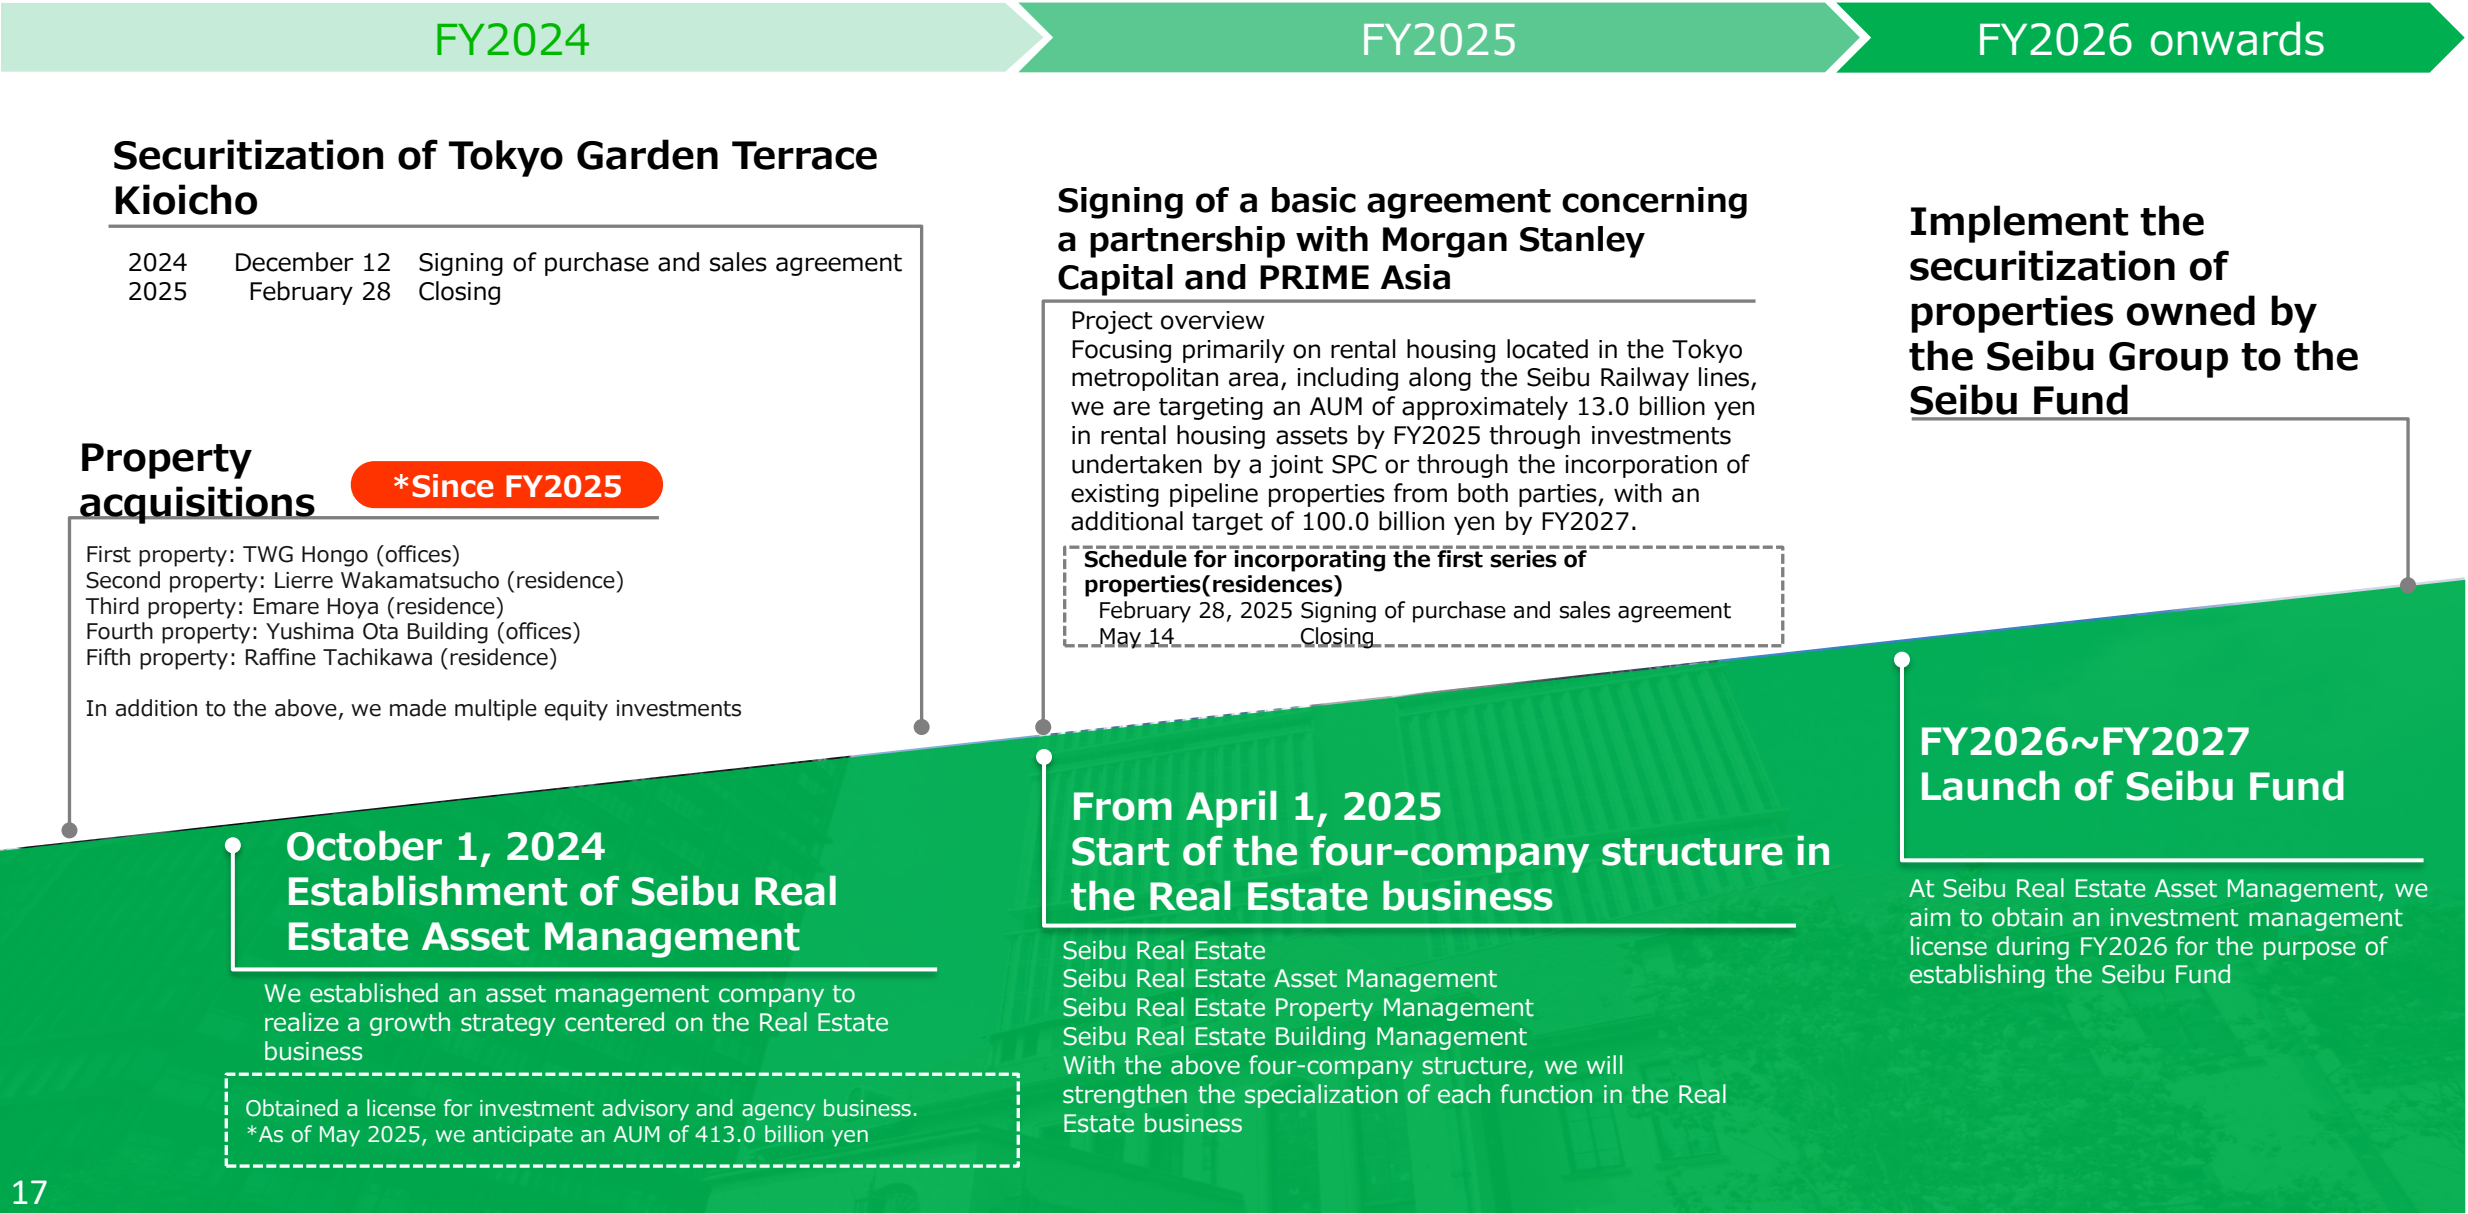 FY2024
FY2025
FY2026 onwards
Securitization of Tokyo Garden Terrace
Kioicho
2024 December 12 Signing of purchase and sales agreement
2025 February 28 Closing
Property
acquisitions
*Since FY2025
First property: TWG Hongo (offices)
Second property: Lierre Wakamatsucho (residence)
Third property: Emare Hoya (residence)
Fourth property: Yushima Ota Building (offices)
Fifth property: Raffine Tachikawa (residence)
In addition to the above, we made multiple equity investments
October 1, 2024
Establishment of Seibu Real
Estate Asset Management
We established an asset management company to
realize a growth strategy centered on the Real Estate
business
Obtained a license for investment advisory and agency business.
*As of May 2025, we anticipate an AUM of 413.0 billion yen
Signing of a basic agreement concerning
a partnership with Morgan Stanley
Capital and PRIME Asia
Project overview
Focusing primarily on rental housing located in the Tokyo
metropolitan area, including along the Seibu Railway lines,
we are targeting an AUM of approximately 13.0 billion yen
in rental housing assets by FY2025 through investments
undertaken by a joint SPC or through the incorporation of
existing pipeline properties from both parties, with an
additional target of 100.0 billion yen by FY2027.
Schedule for incorporating the first series of
properties(residences)
February 28, 2025 Signing of purchase and sales agreement
May 14 Closing
From April 1, 2025
Start of the four-company structure in
the Real Estate business
Seibu Real Estate
Seibu Real Estate Asset Management
Seibu Real Estate Property Management
Seibu Real Estate Building Management
With the above four-company structure, we will
strengthen the specialization of each function in the Real
Estate business
Implement the
securitization of
properties owned by
the Seibu Group to the
Seibu Fund
FY2026~FY2027
Launch of Seibu Fund
At Seibu Real Estate Asset Management, we
aim to obtain an investment management
license during FY2026 for the purpose of
establishing the Seibu Fund
17